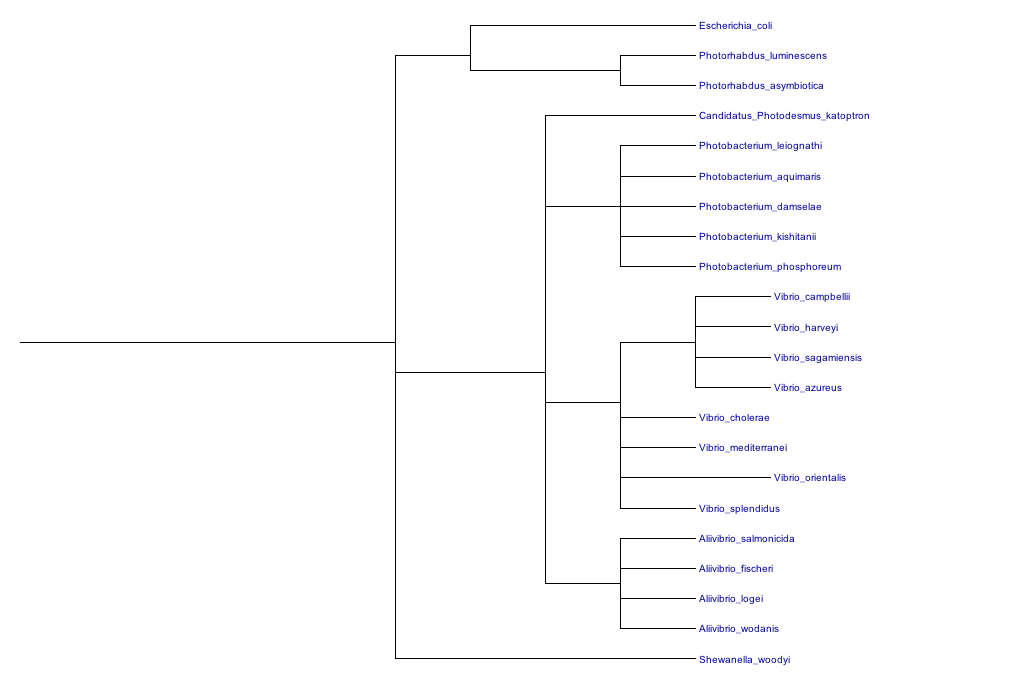 Escherichia_coli
Photorhabdus_luminescens
Photorhabdus_asymbiotica
Candidatus_Photodesmus_katoptron
Photobacterium_leiognathi
Photobacterium_aquimaris
Photobacterium_damselae
Photobacterium_kishitanii
Photobacterium_phosphoreum
Vibrio_campbellii
Vibrio_harveyi
Vibrio_sagamiensis
Vibrio_azureus
Vibrio_cholerae
Vibrio_mediterranei
Vibrio_orientalis
Vibrio_splendidus
Aliivibrio_salmonicida
Aliivibrio_fischeri
Aliivibrio_logei
Aliivibrio_wodanis
Shewanella_woodyi